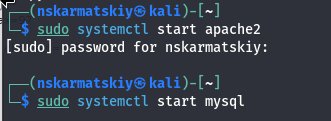 (nskarmatskiy㉿kali)-[~]
$ sudo systemctl start apache2
[sudo] password for nskarmatskiy:
(nskarmatskiy㉿kali)-[~]
$ sudo systemctl start mysql